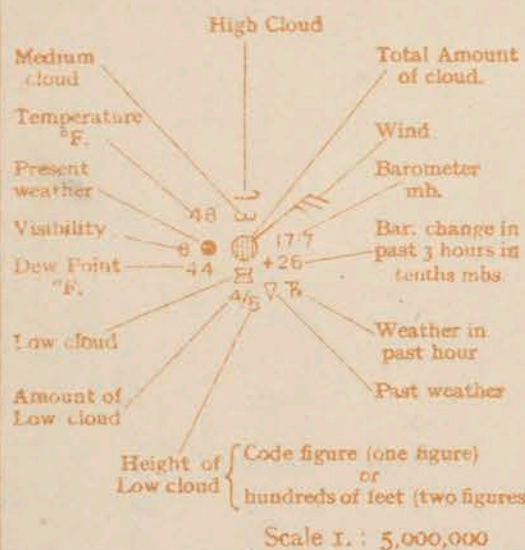 High Cloud
Medium
cloud
Total Amount
of cloud.
Temperature
°F.
Wind
Present
weather
Barometer
mb.
48
Visibility
6
17.7
Bar. change in
past 3 hours in
tenths mbs
Dew Point
°F.
44
+26
4/5
Low cloud
Weather in
past hour
Amount of
Low cloud
Past weather
Height of
Low cloud
Code figure (one figure)
or
hundreds of feet (two figures
Scale 1. : 5,000,000